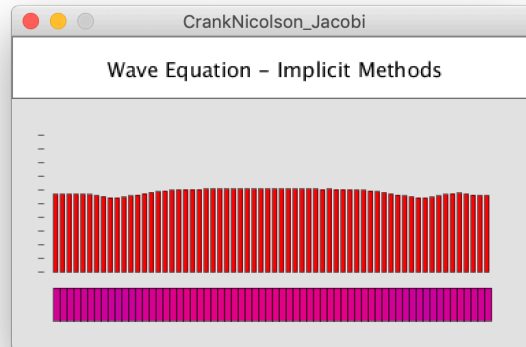 CrankNicolson_Jacobi
Wave Equation – Implicit Methods